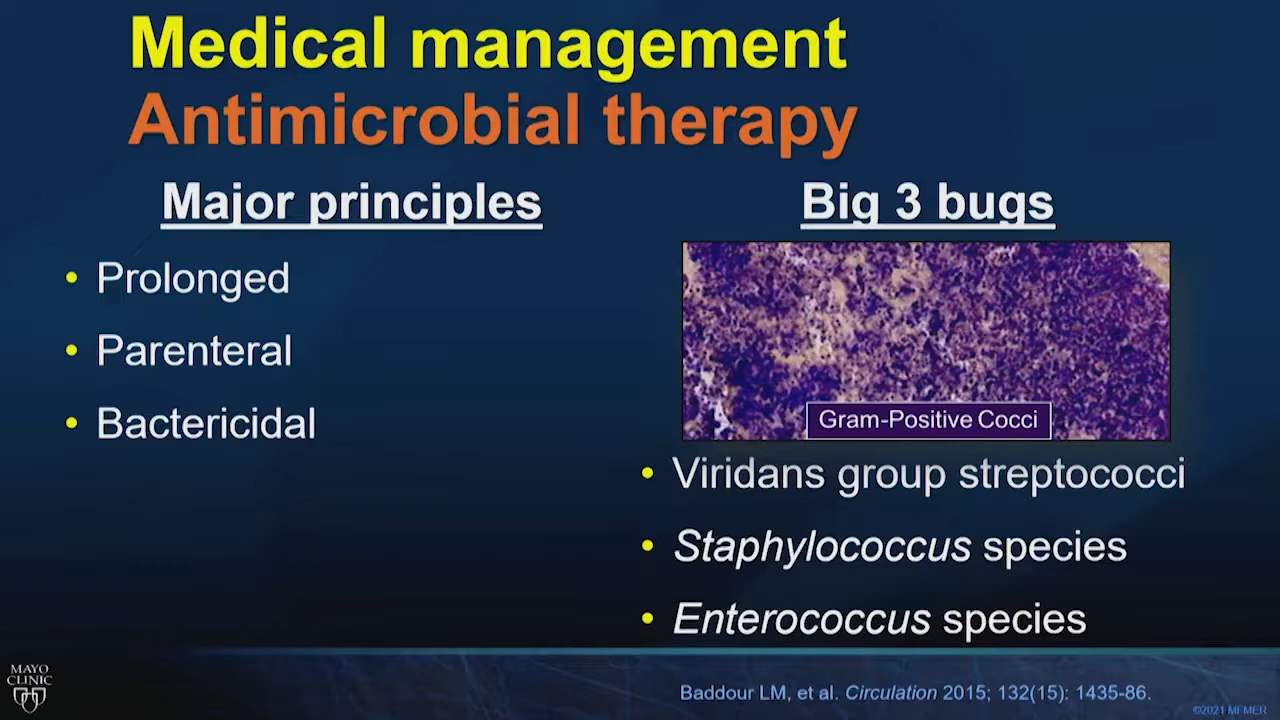 Medical management
Antimicrobial therapy
Major principles
• Prolonged
• Parenteral
• Bactericidal
Big 3 bugs
Gram-Positive Cocci
• Viridans group streptococci
• Staphylococcus species
• Enterococcus species
MAYO
CLINIC
Baddour LM, et al. Circulation 2015; 132(15): 1435-86.
©2021 MFMER